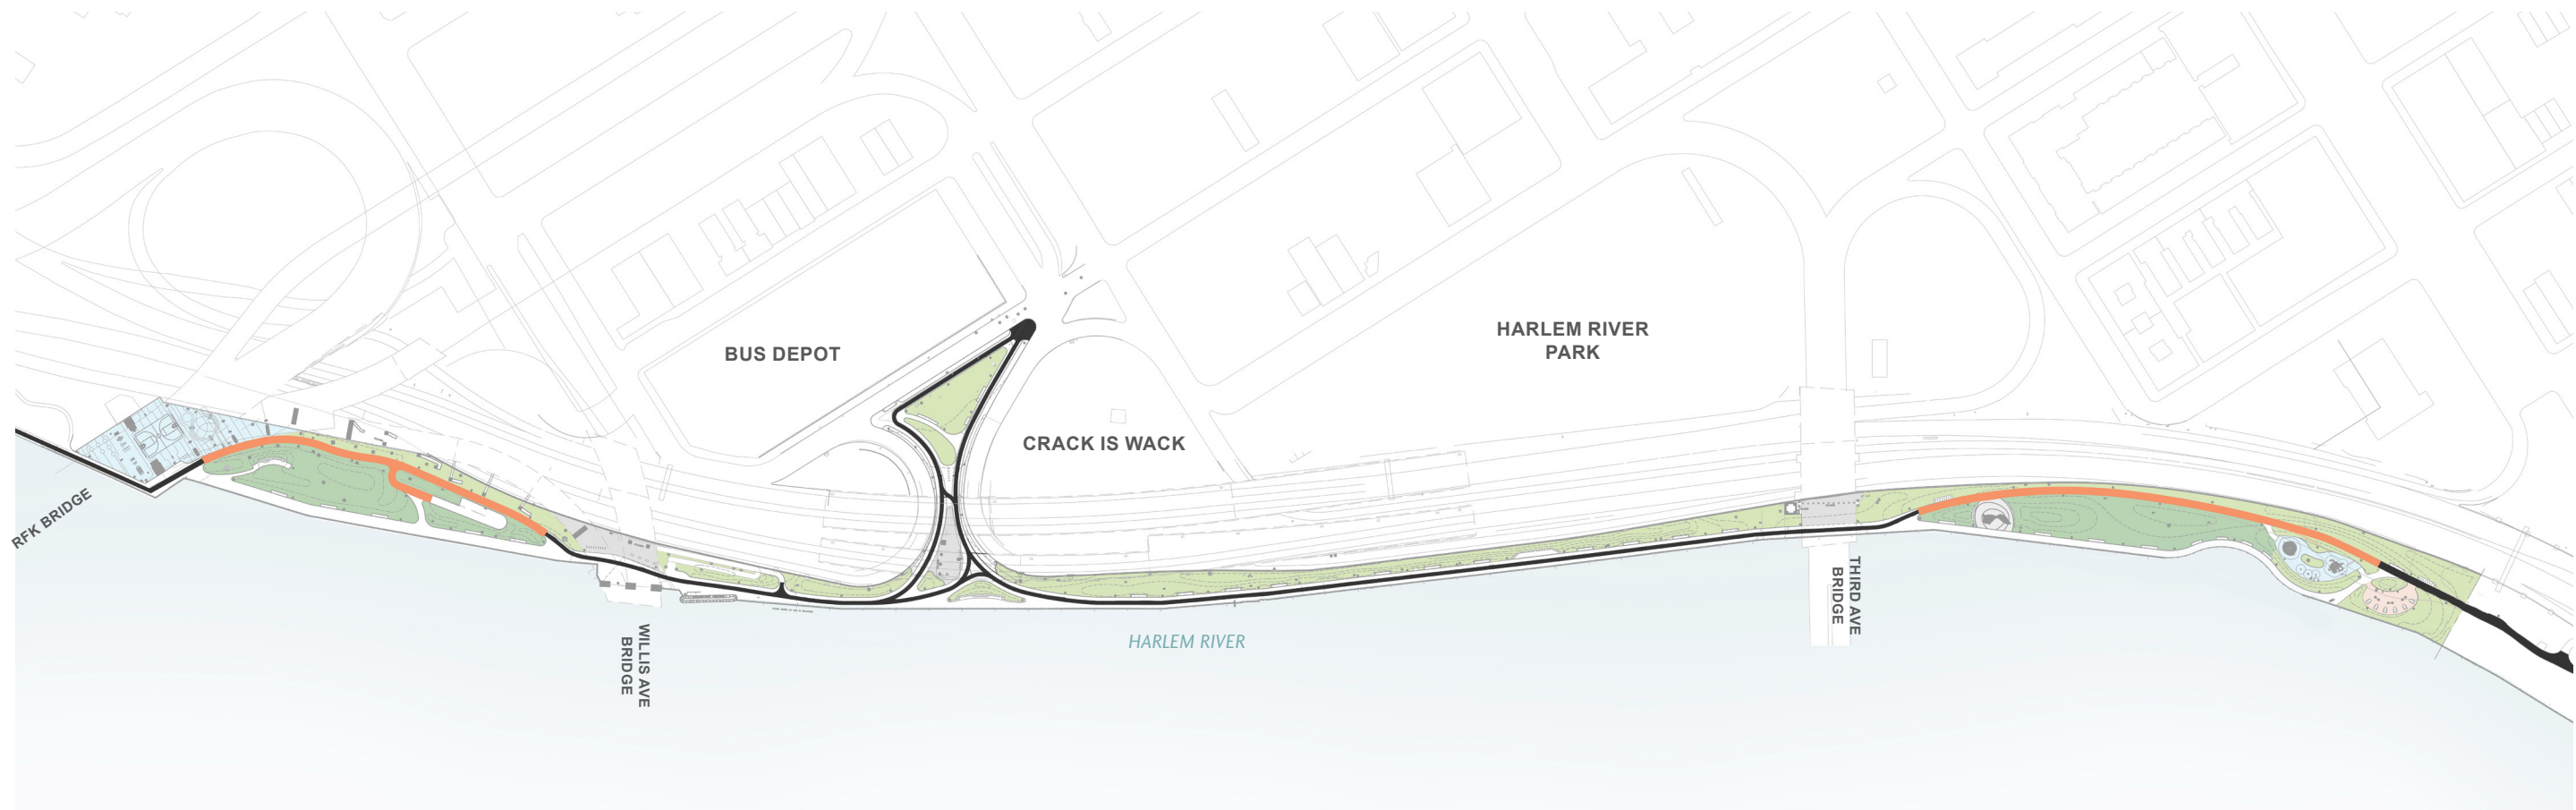 BUS DEPOT
HARLEM RIVER
PARK
CRACK IS WACK
RFK BRIDGE
WILLIS AVE
BRIDGE
THIRD AVE
BRIDGE
HARLEM RIVER